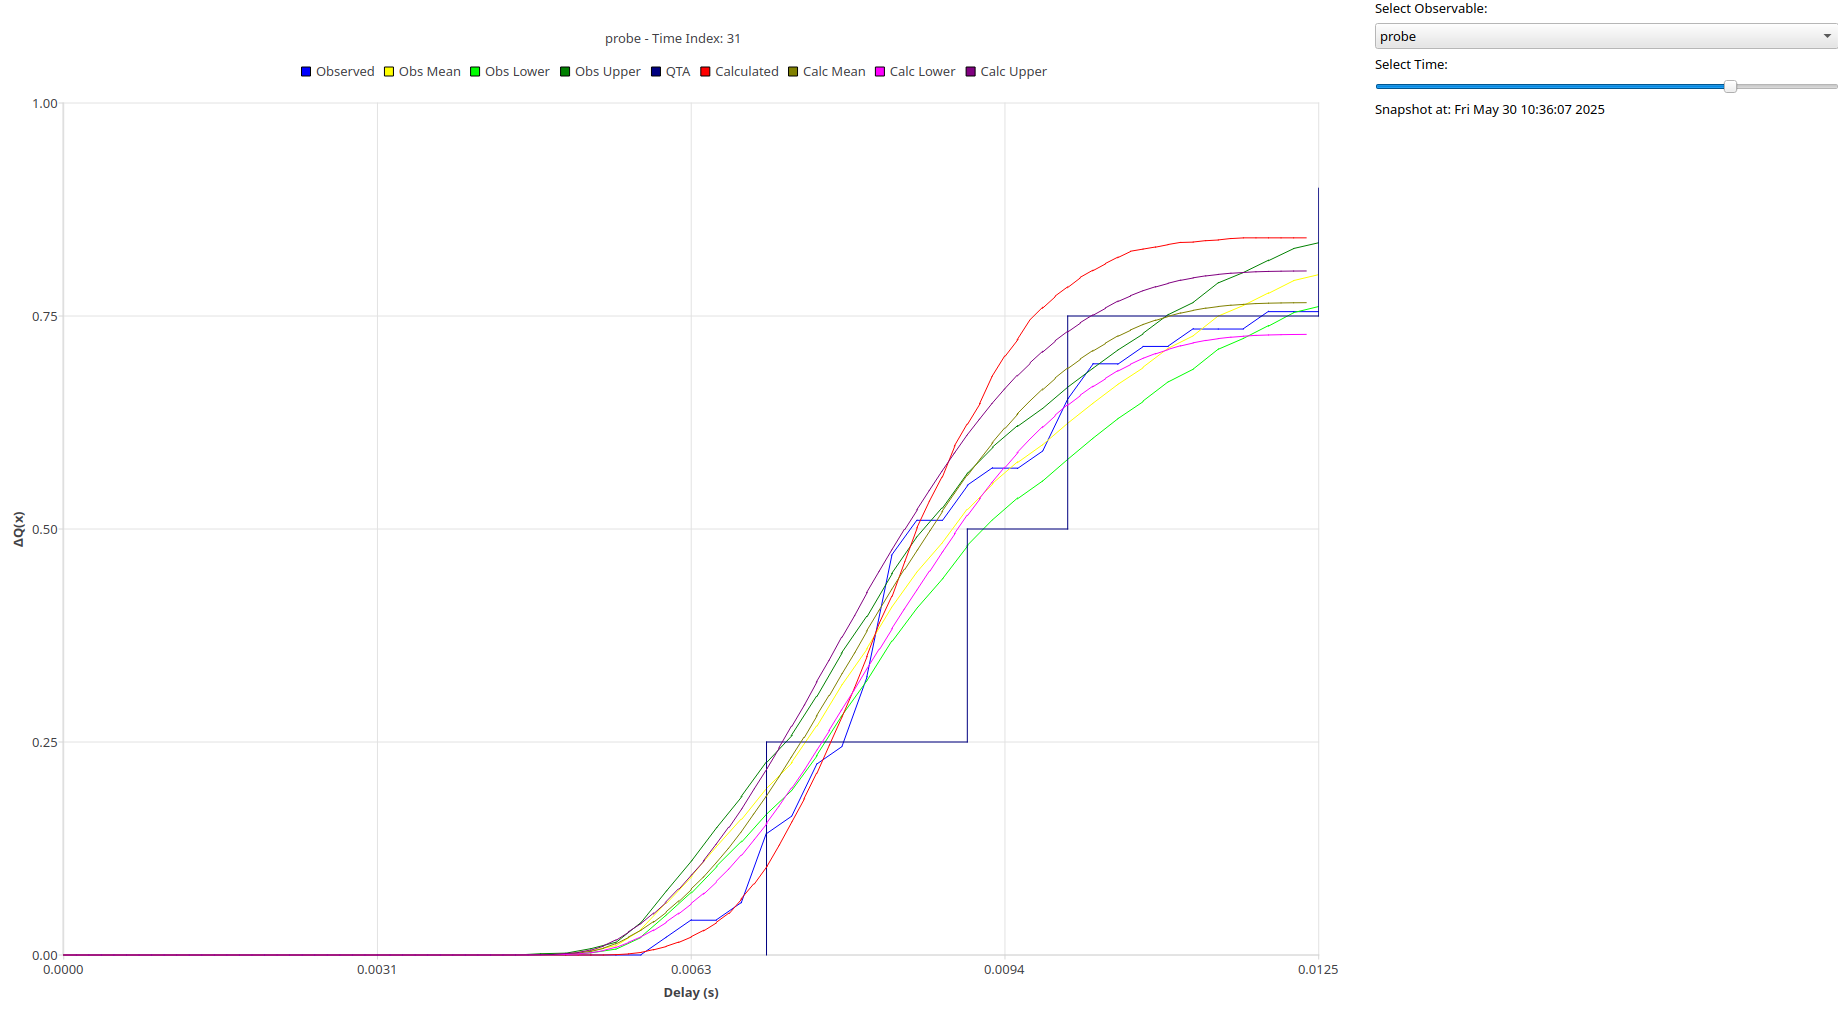 probe - Time Index: 31
Observed Obs Mean Obs Lower Obs Upper QTA Calculated Calc Mean Calc Lower Calc Upper
1.00
0.75
0.50
0.25
0.00
ΔQ(x)
0.0000 0.0031 0.0063 0.0094 0.0125
Delay (s)
Select Observable:
probe
Select Time:
Snapshot at: Fri May 30 10:36:07 2025